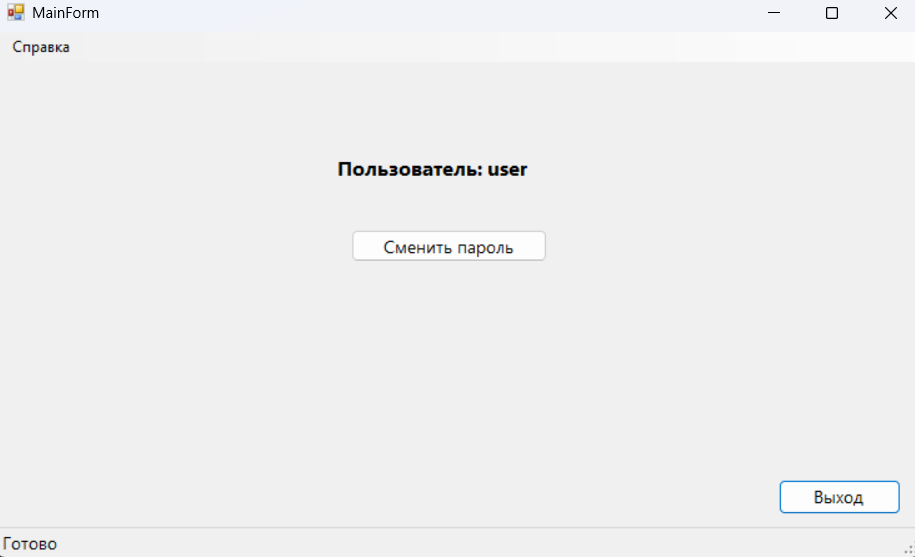 MainForm
Справка
Пользователь: user
Сменить пароль
Выход
Готово